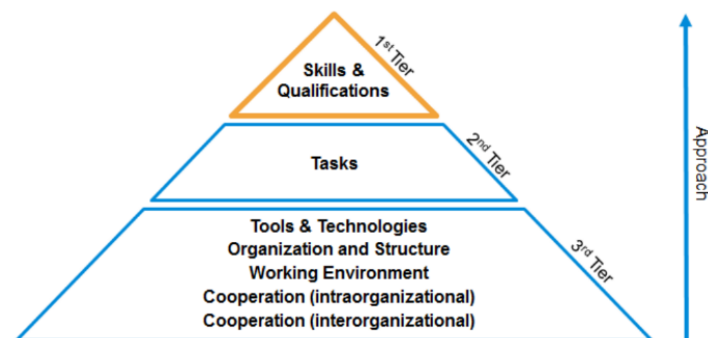 1st Tier
Skills &
Qualifications
2nd Tier
Tasks
3rd Tier
Tools & Technologies
Organization and Structure
Working Environment
Cooperation (intraorganizational)
Cooperation (interorganizational)
Approach